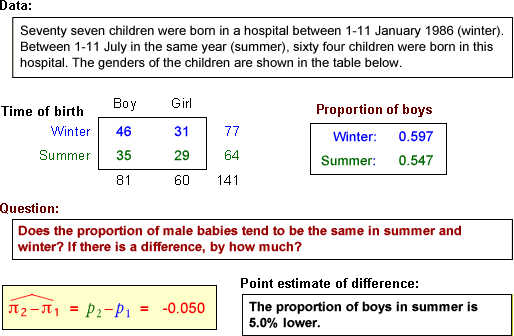 Data:
Seventy seven children were born in a hospital between 1-11 January 1986 (winter).
Between 1-11 July in the same year (summer), sixty four children were born in this
hospital. The genders of the children are shown in the table below.
Time of birth Boy Girl
Winter 46 31 77
Summer 35 29 64
81 60 141
Proportion of boys
Winter: 0.597
Summer: 0.547
Question:
Does the proportion of male babies tend to be the same in summer and
winter? If there is a difference, by how much?
π2−π1 = p2−p1 = -0.050
Point estimate of difference:
The proportion of boys in summer is
5.0% lower.